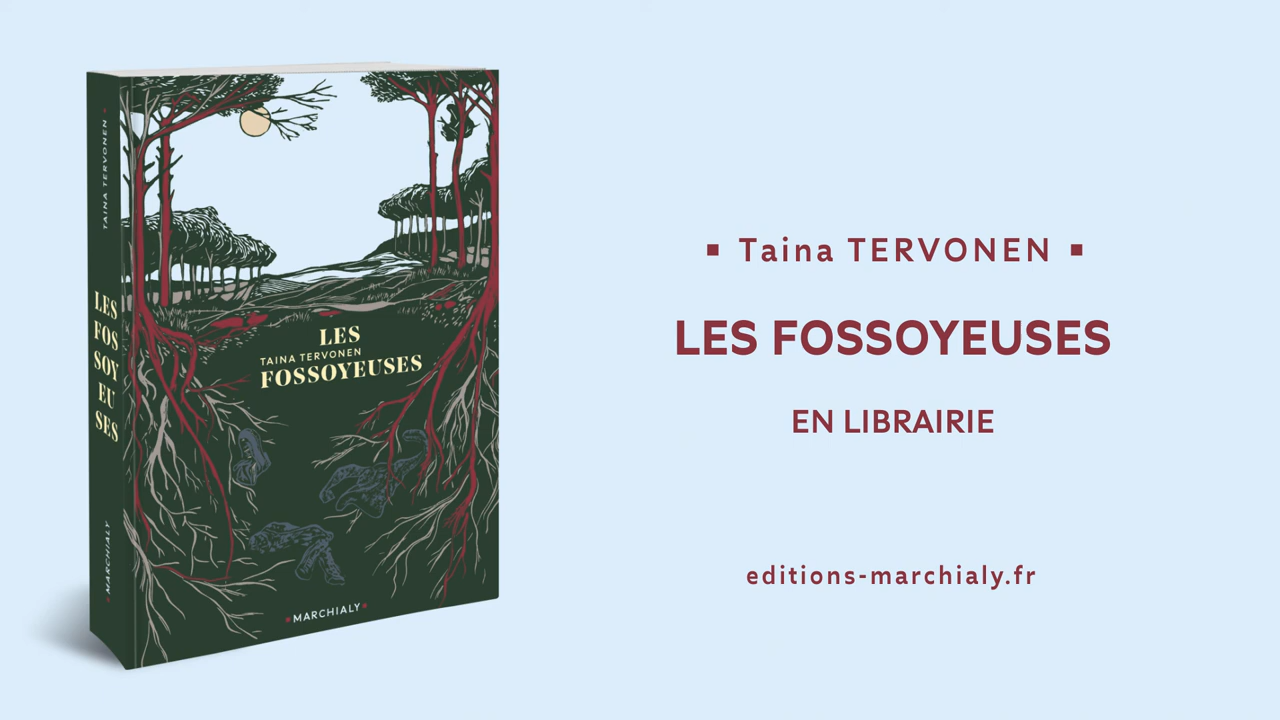 TAINA TERVONEN
LES
FOS
SOY
EU
SES
MARCHIALY
LES
TAINA TERVONEN
FOSSOYEUSES
MARCHIALY
Taina TERVONEN
LES FOSSOYEUSES
EN LIBRAIRIE
editions-marchialy.fr